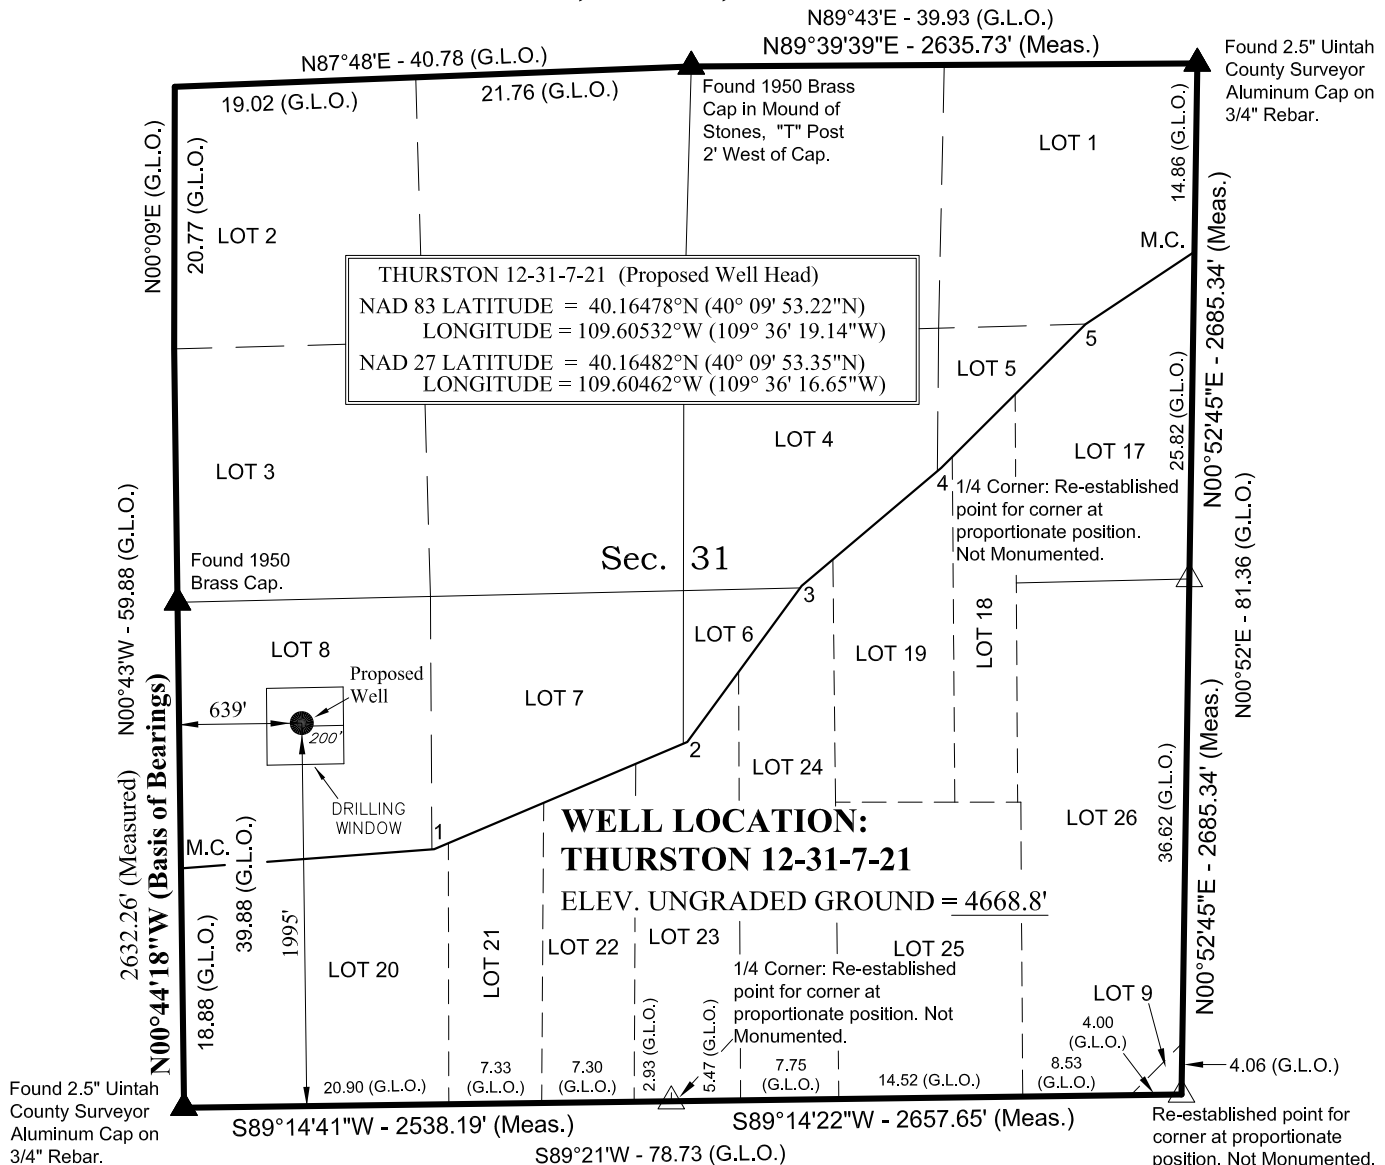 N89°43'E - 39.93 (G.L.O.)
N87°48'E - 40.78 (G.L.O.)
N89°39'39"E - 2635.73' (Meas.)
Found 2.5" Uintah
County Surveyor
Aluminum Cap on
3/4" Rebar.
19.02 (G.L.O.)
21.76 (G.L.O.)
Found 1950 Brass
Cap in Mound of
Stones, "T" Post
2' West of Cap.
LOT 1
14.86 (G.L.O.)
N00°09'E (G.L.O.)
20.77 (G.L.O.)
LOT 2
M.C.
N00°52'45"E - 2685.34' (Meas.)
THURSTON 12-31-7-21 (Proposed Well Head)
NAD 83 LATITUDE = 40.16478°N (40° 09' 53.22"N)
LONGITUDE = 109.60532°W (109° 36' 19.14"W)
NAD 27 LATITUDE = 40.16482°N (40° 09' 53.35"N)
LONGITUDE = 109.60462°W (109° 36' 16.65"W)
5
LOT 5
25.82 (G.L.O.)
LOT 3
LOT 4
LOT 17
4
1/4 Corner: Re-established
point for corner at
proportionate position.
Not Monumented.
N00°43'W - 59.88 (G.L.O.)
Found 1950
Brass Cap.
Sec. 31
3
N00°52'E - 81.36 (G.L.O.)
LOT 8
LOT 6
LOT 19
LOT 18
Proposed
Well
639'
200'
LOT 7
2
LOT 24
DRILLING
WINDOW
2632.26' (Measured)
N00°44'18"W (Basis of Bearings)
M.C.
1
39.88 (G.L.O.)
WELL LOCATION:
THURSTON 12-31-7-21
ELEV. UNGRADED GROUND = 4668.8'
LOT 26
36.62 (G.L.O.)
N00°52'45"E - 2685.34' (Meas.)
1995'
18.88 (G.L.O.)
LOT 20
LOT 21
LOT 22
LOT 23
LOT 25
1/4 Corner: Re-established
point for corner at
proportionate position. Not
Monumented.
LOT 9
4.00
(G.L.O.)
4.06 (G.L.O.)
20.90 (G.L.O.)
7.33
(G.L.O.)
7.30
(G.L.O.)
2.93 (G.L.O.)
5.47 (G.L.O.)
7.75
(G.L.O.)
14.52 (G.L.O.)
8.53
(G.L.O.)
Found 2.5" Uintah
County Surveyor
Aluminum Cap on
3/4" Rebar.
S89°14'41"W - 2538.19' (Meas.)
S89°14'22"W - 2657.65' (Meas.)
S89°21'W - 78.73 (G.L.O.)
Re-established point for
corner at proportionate
position. Not Monumented.